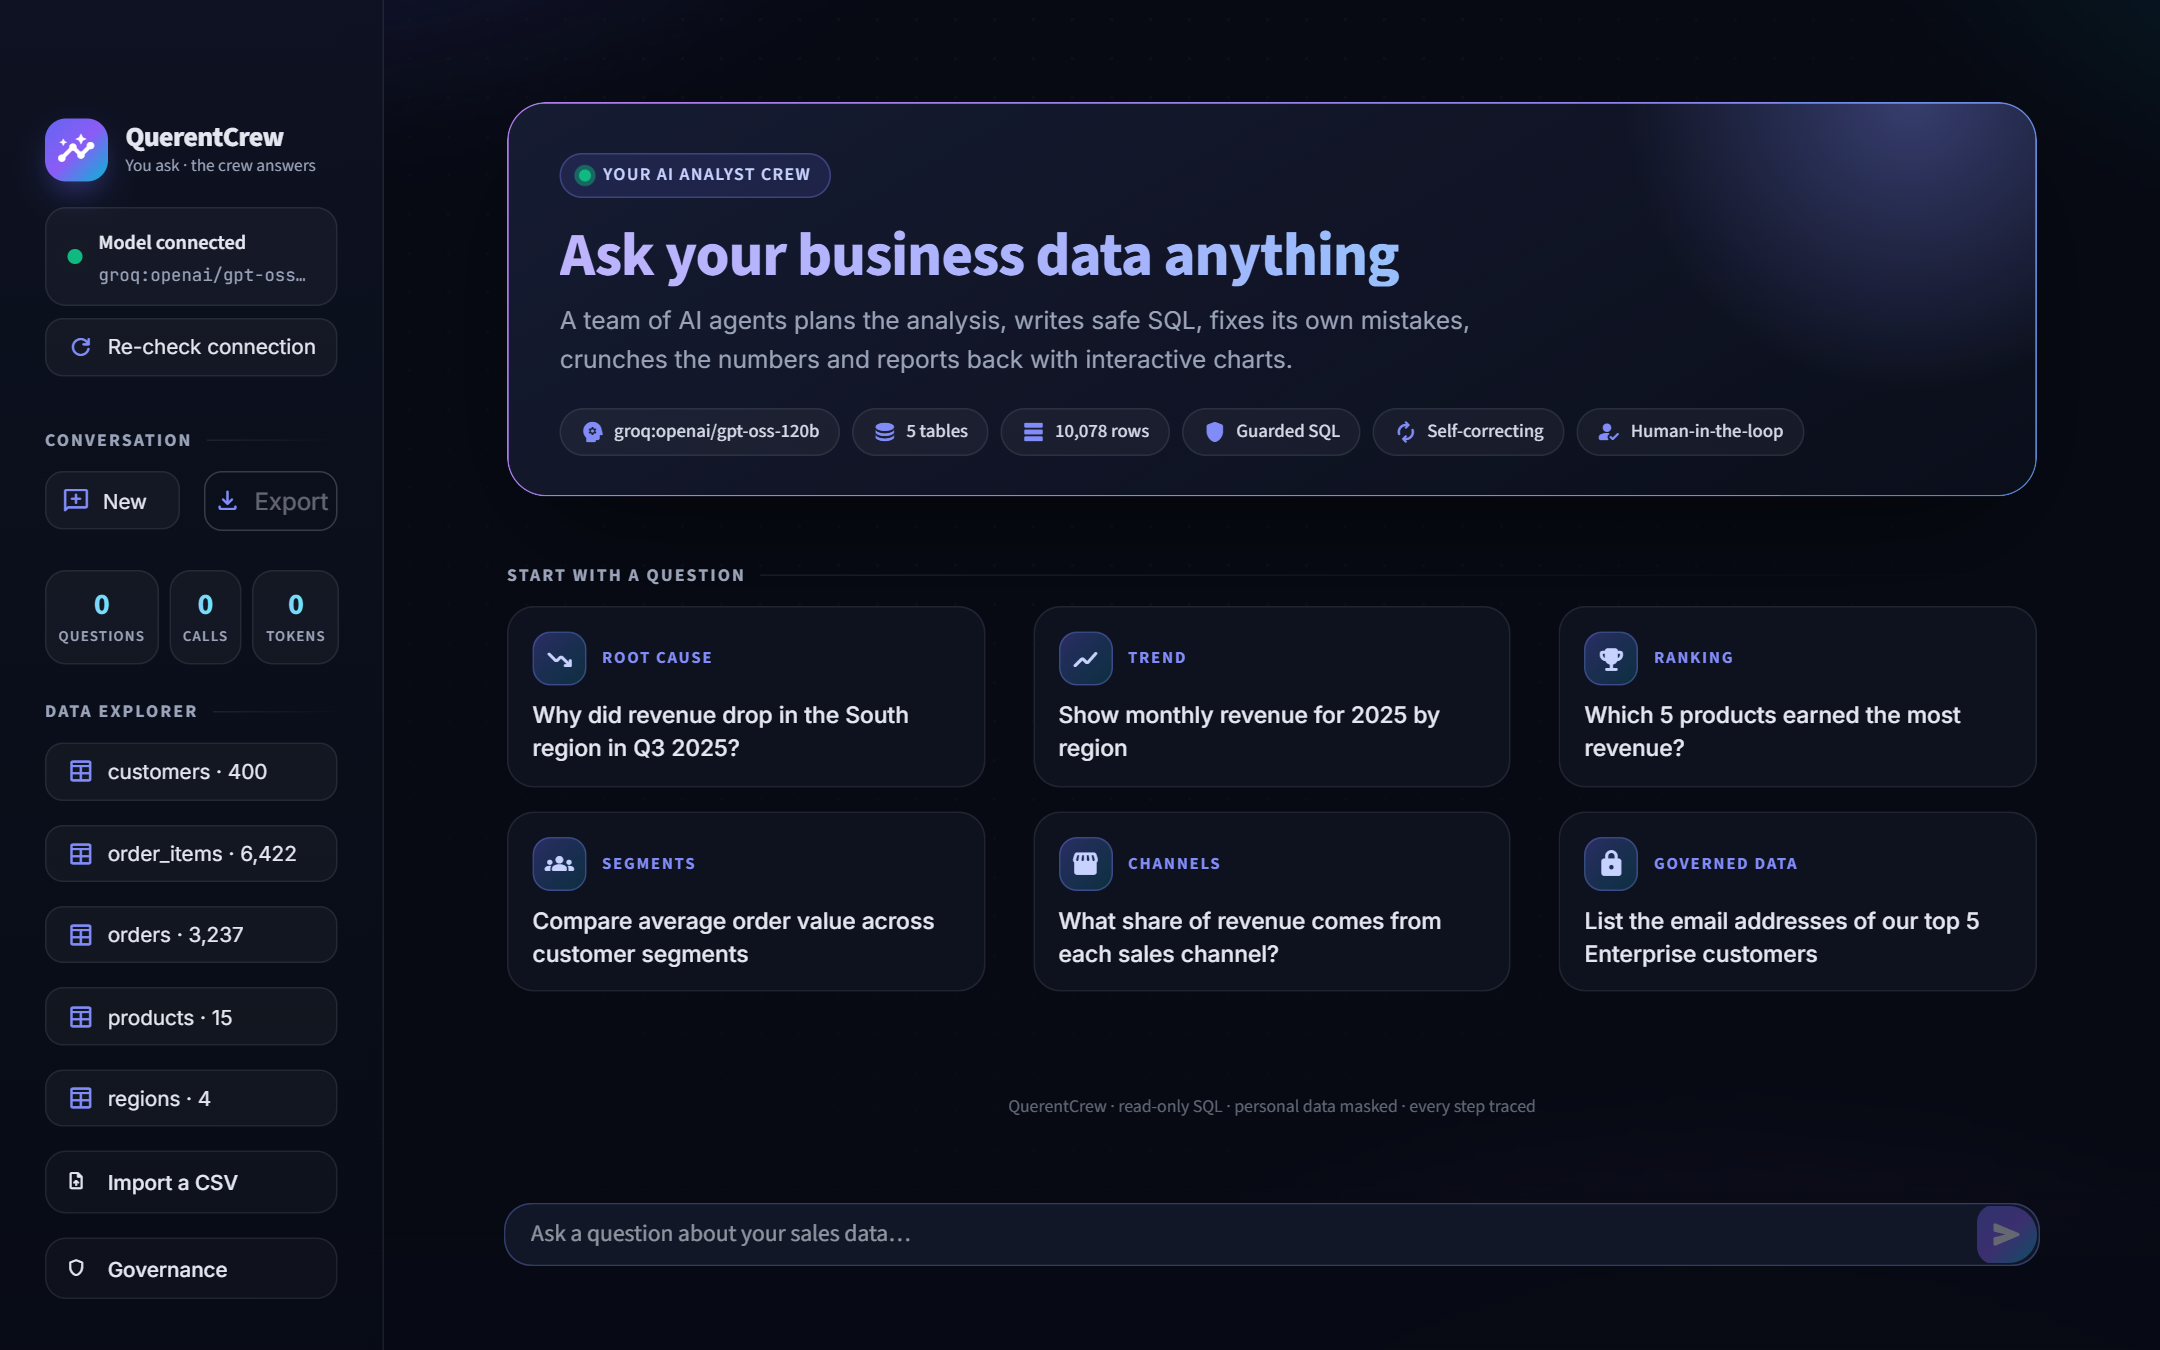 QuerentCrew
You ask · the crew answers
Model connected
groq:openai/gpt-oss…
Re-check connection
CONVERSATION
New
Export
0
QUESTIONS
0
CALLS
0
TOKENS
DATA EXPLORER
customers · 400
order_items · 6,422
orders · 3,237
products · 15
regions · 4
Import a CSV
Governance
YOUR AI ANALYST CREW
Ask your business data anything
A team of AI agents plans the analysis, writes safe SQL, fixes its own mistakes,
crunches the numbers and reports back with interactive charts.
groq:openai/gpt-oss-120b
5 tables
10,078 rows
Guarded SQL
Self-correcting
Human-in-the-loop
START WITH A QUESTION
ROOT CAUSE
Why did revenue drop in the South
region in Q3 2025?
TREND
Show monthly revenue for 2025 by
region
RANKING
Which 5 products earned the most
revenue?
SEGMENTS
Compare average order value across
customer segments
CHANNELS
What share of revenue comes from
each sales channel?
GOVERNED DATA
List the email addresses of our top 5
Enterprise customers
QuerentCrew · read-only SQL · personal data masked · every step traced
Ask a question about your sales data…